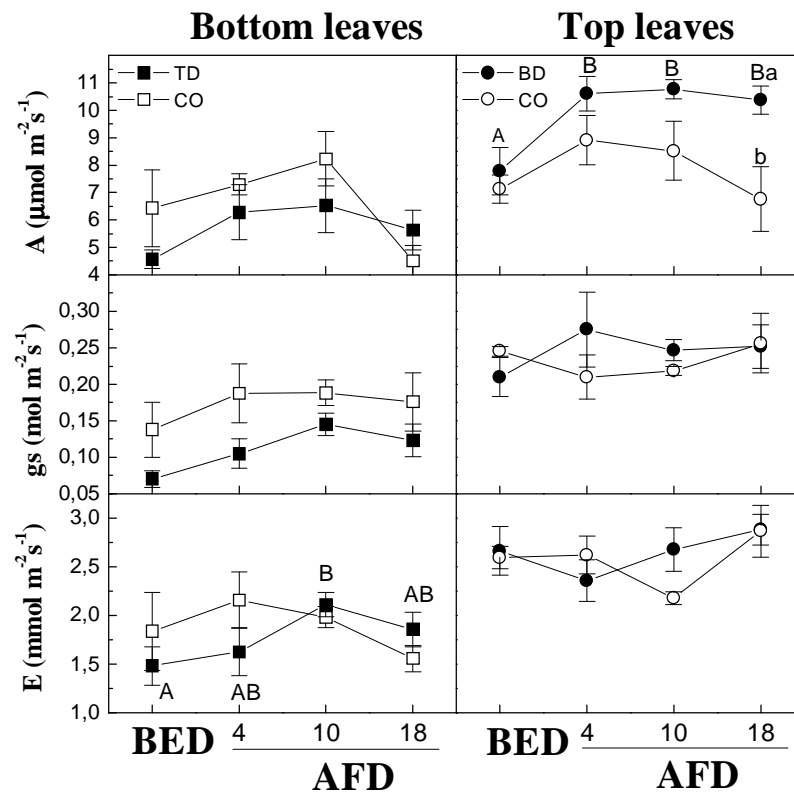 Bottom leaves Top leaves
TD
CO
BD
CO
A (µmol m⁻²s⁻¹)
11
10
9
8
7
6
5
4
A
B
B
Ba
b
gs (mol m⁻²s⁻¹)
0,30
0,25
0,20
0,15
0,10
0,05
E (mmol m⁻²s⁻¹)
3,0
2,5
2,0
1,5
1,0
A
AB
B
AB
BED 4 10 18 BED 4 10 18
AFD AFD